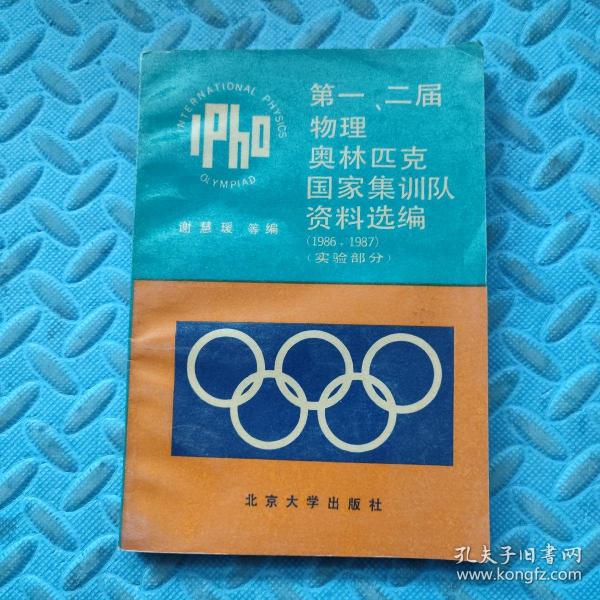 INTERNATIONAL PHYSICS
IPhO
OLYMPIAD
谢慧瑗 等编
第一、二届
物理
奥林匹克
国家集训队
资料选编
(1986，1987)
(实验部分)
北京大学出版社
孔夫子旧书网
www.kongfz.com